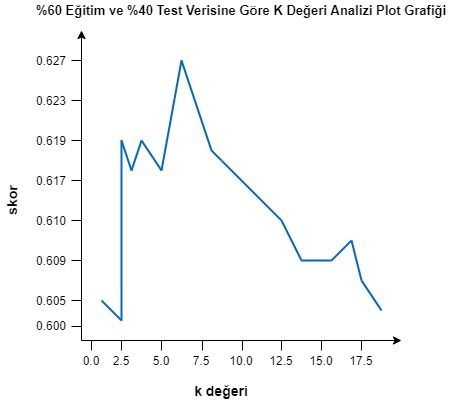 %60 Eğitim ve %40 Test Verisine Göre K Değeri Analizi Plot Grafiği
skor
0.627
0.623
0.619
0.617
0.610
0.609
0.605
0.600
skor
0.0 2.5 5.0 7.5 10.0 12.5 15.0 17.5
k değeri